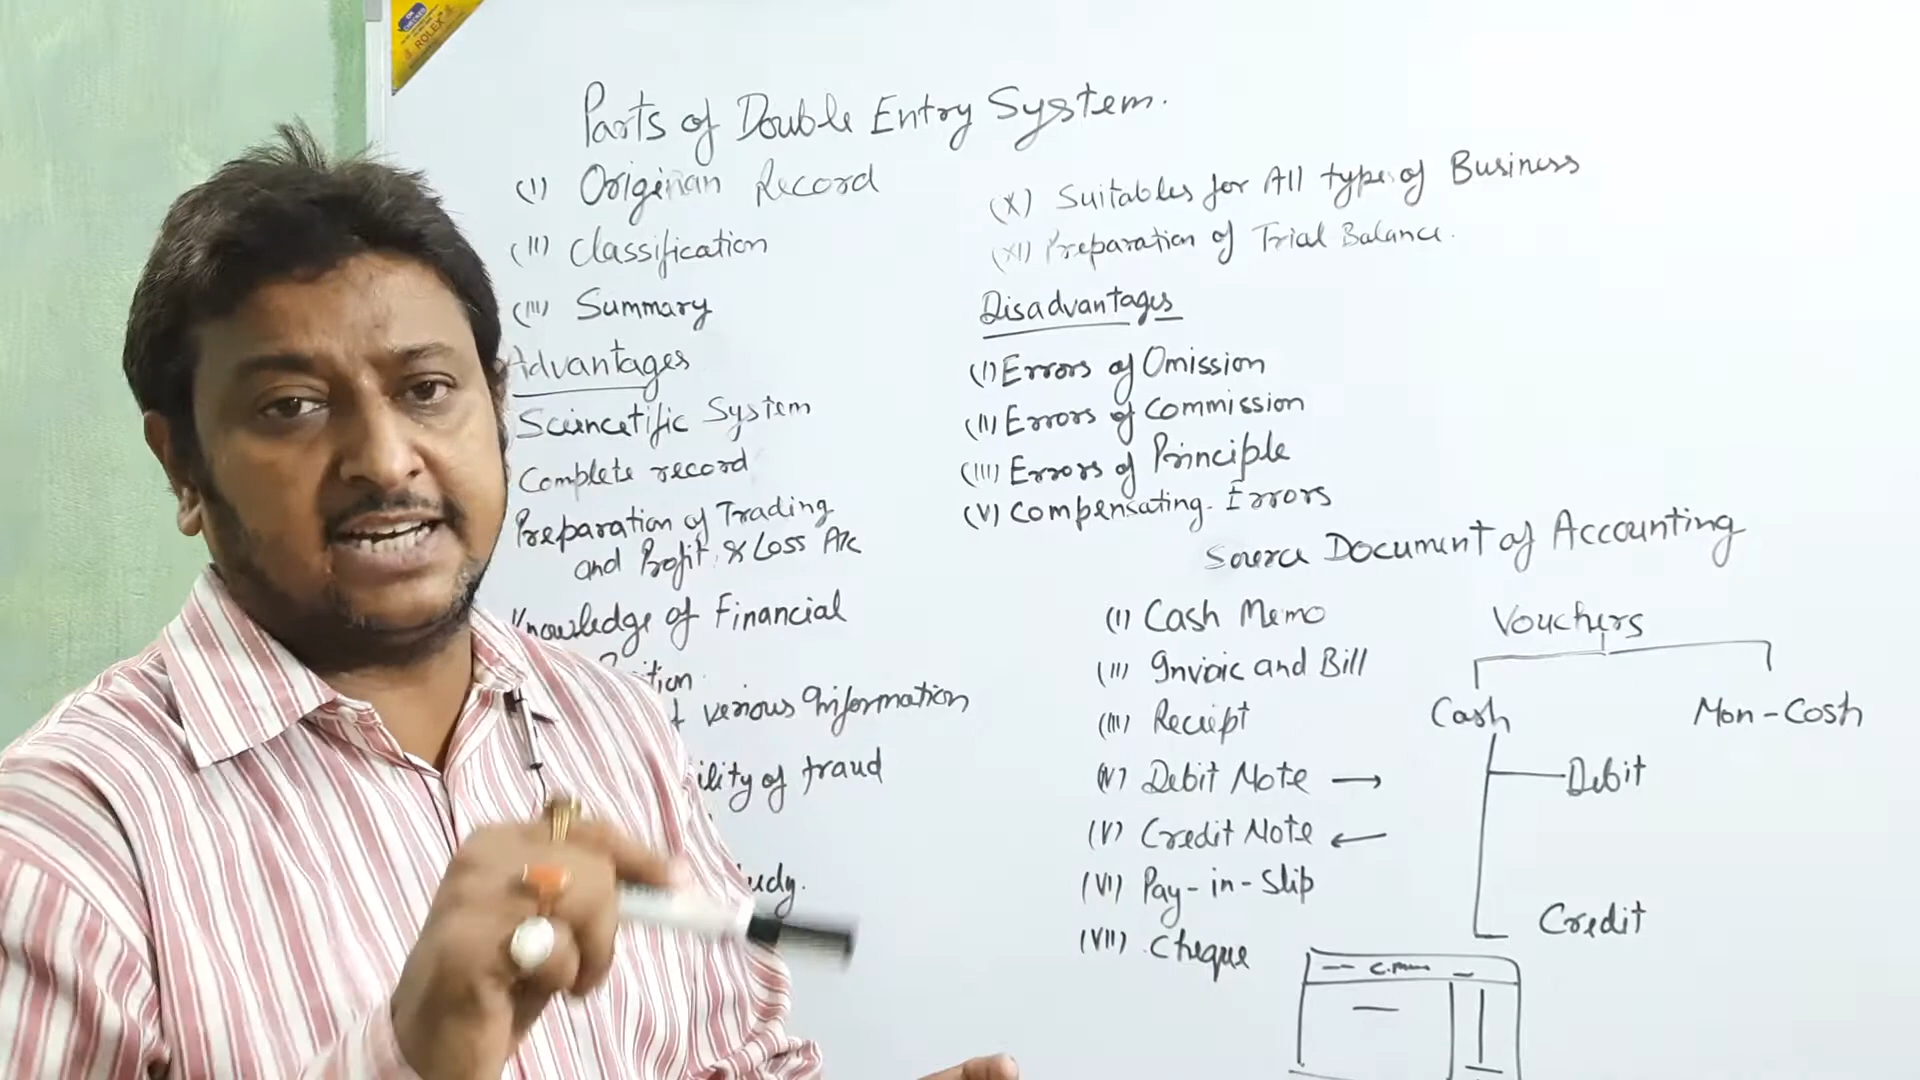 ROLEX
Parts of Double Entry System.
(I) Originan Record
(II) Classification
(III) Summary
Advantages
Sciencetific System
Complete record
Preparation of Trading
and Profit & Loss A/c
Knowledge of Financial
ition
verious Information
ility of fraud
udy.
(X) Suitables for All type of Business
(XI) Preparation of Trial Balance.
Disadvantages
(I) Errors of Omission
(II) Errors of Commission
(III) Errors of Principle
(V) Compensating Errors
Source Document of Accounting
(I) Cash Memo
(II) Invoic and Bill
(III) Reciept
(IV) Debit Note →
(V) Credit Note ←
(VI) Pay-in-Slip
(VII) Cheque
Vouchers
Cash
Non-Cash
Debit
Credit